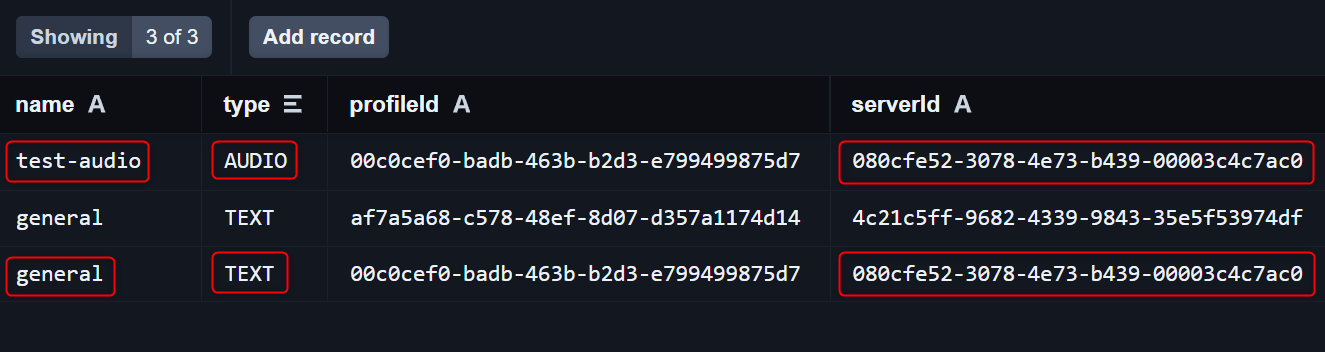 Showing 3 of 3 Add record
name A type profileId A serverId A
test-audio AUDIO 00c0cef0-badb-463b-b2d3-e799499875d7 080cfe52-3078-4e73-b439-00003c4c7ac0
general TEXT af7a5a68-c578-48ef-8d07-d357a1174d14 4c21c5ff-9682-4339-9843-35e5f53974df
general TEXT 00c0cef0-badb-463b-b2d3-e799499875d7 080cfe52-3078-4e73-b439-00003c4c7ac0